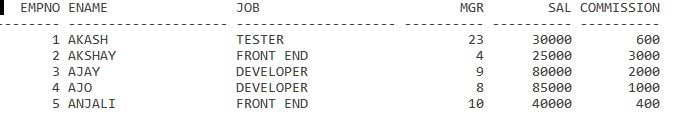 EMPNO ENAME JOB MGR SAL COMMISSION
---------- -------------------- -------------------- ---------- ---------- ----------
1 AKASH TESTER 23 30000 600
2 AKSHAY FRONT END 4 25000 3000
3 AJAY DEVELOPER 9 80000 2000
4 AJO DEVELOPER 8 85000 1000
5 ANJALI FRONT END 10 40000 400